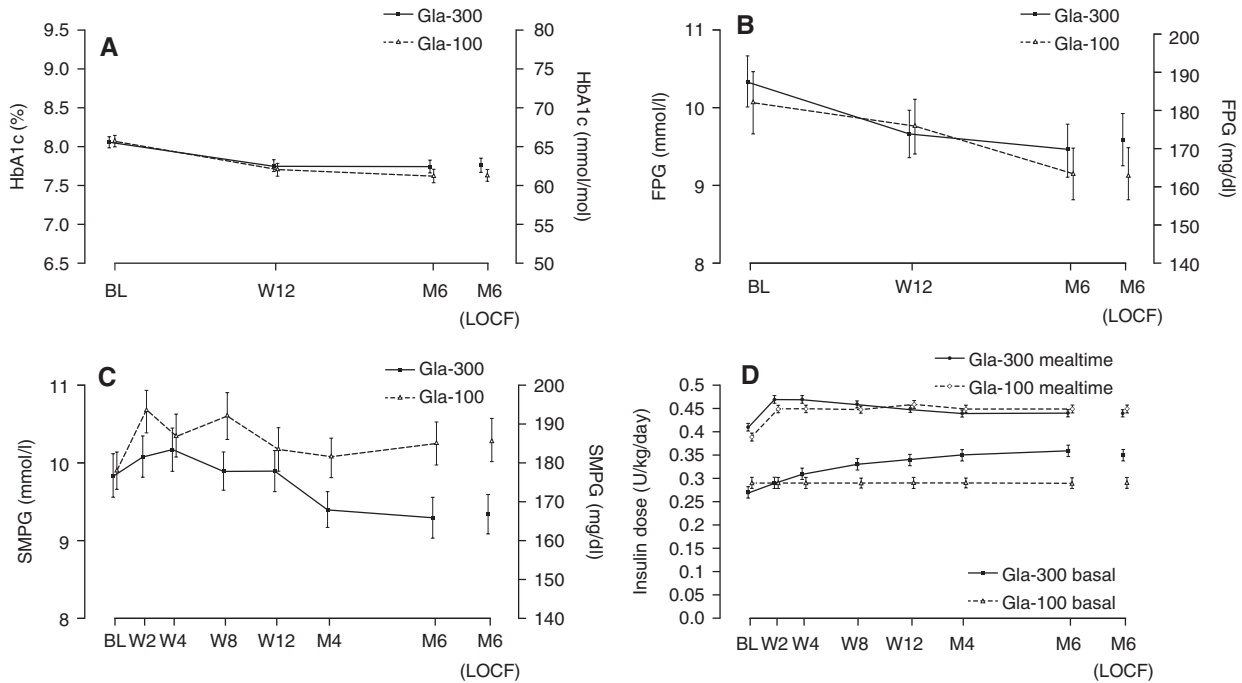 A
Gla-300
Gla-100
HbA1c (%)
9.5
9.0
8.5
8.0
7.5
7.0
6.5
80
75
70
65
60
55
50
HbA1c (mmol/mol)
BL W12 M6 M6
(LOCF)
B
Gla-300
Gla-100
FPG (mmol/l)
11
10
9
8
200
190
180
170
160
150
140
FPG (mg/dl)
BL W12 M6 M6
(LOCF)
C
Gla-300
Gla-100
SMPG (mmol/l)
11
10
9
8
200
190
180
170
160
150
140
SMPG (mg/dl)
BL W2 W4 W8 W12 M4 M6 M6
(LOCF)
D
Gla-300 mealtime
Gla-100 mealtime
Insulin dose (U/kg/day)
0.5
0.45
0.4
0.35
0.3
0.25
0.2
0.15
0.1
0.05
0.0
Gla-300 basal
Gla-100 basal
BL W2 W4 W8 W12 M4 M6 M6
(LOCF)